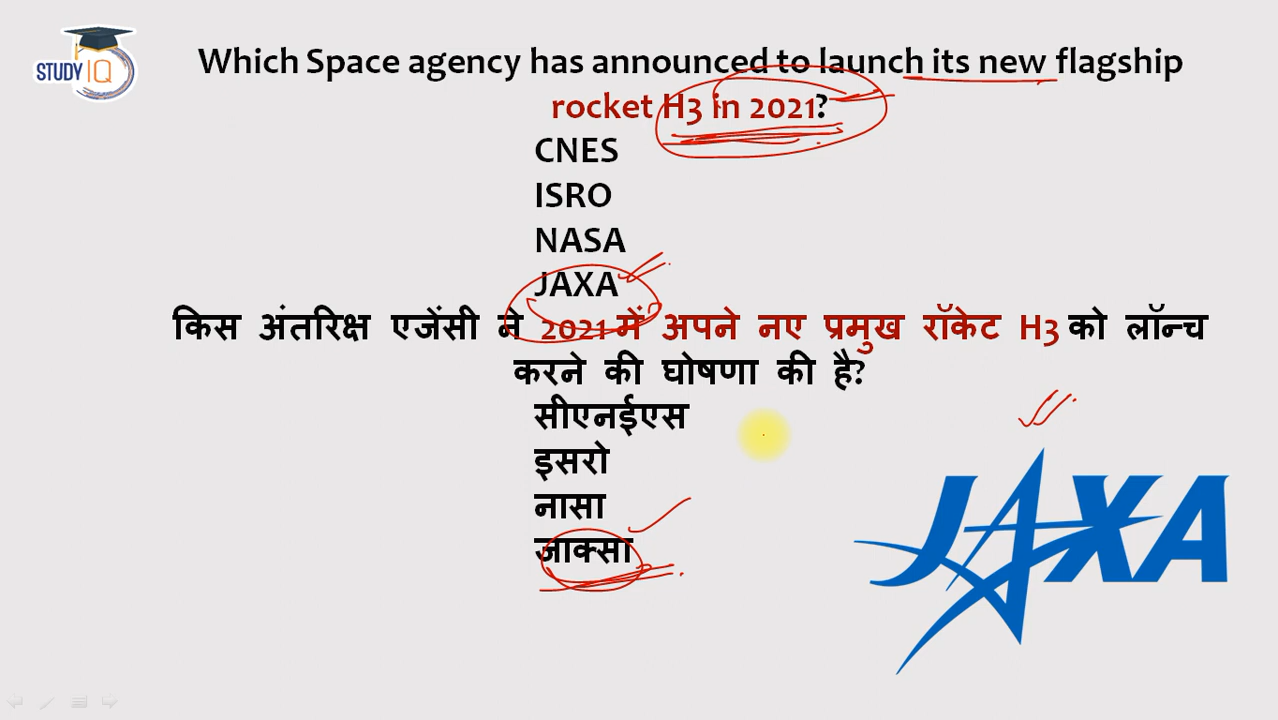 STUDY IQ
Which Space agency has announced to launch its new flagship
rocket H3 in 2021?
CNES
ISRO
NASA
JAXA
किस अंतरिक्ष एजेंसी ने 2021 में अपने नए प्रमुख रॉकेट H3 को लॉन्च
करने की घोषणा की है?
सीएनईएस
इसरो
नासा
जाक्सा
JAXA